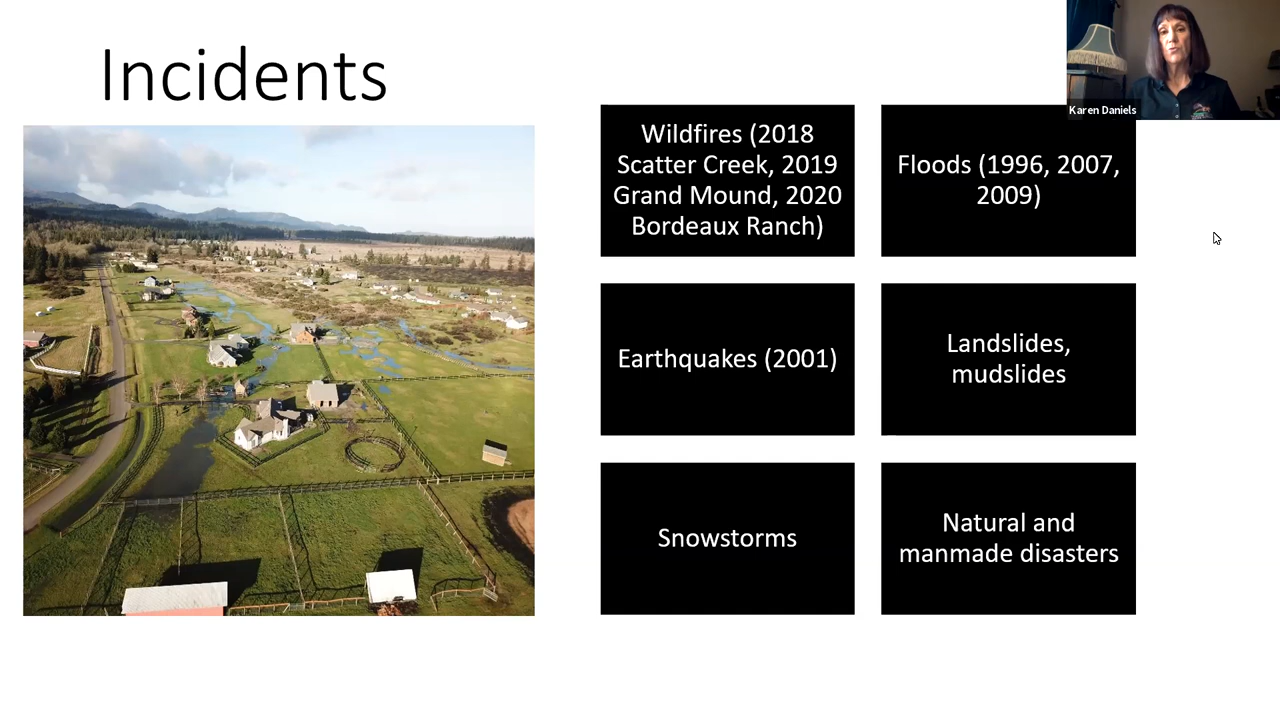 Incidents
Karen Daniels
Wildfires (2018
Scatter Creek, 2019
Grand Mound, 2020
Bordeaux Ranch)
Floods (1996, 2007,
2009)
Earthquakes (2001)
Landslides,
mudslides
Snowstorms
Natural and
manmade disasters